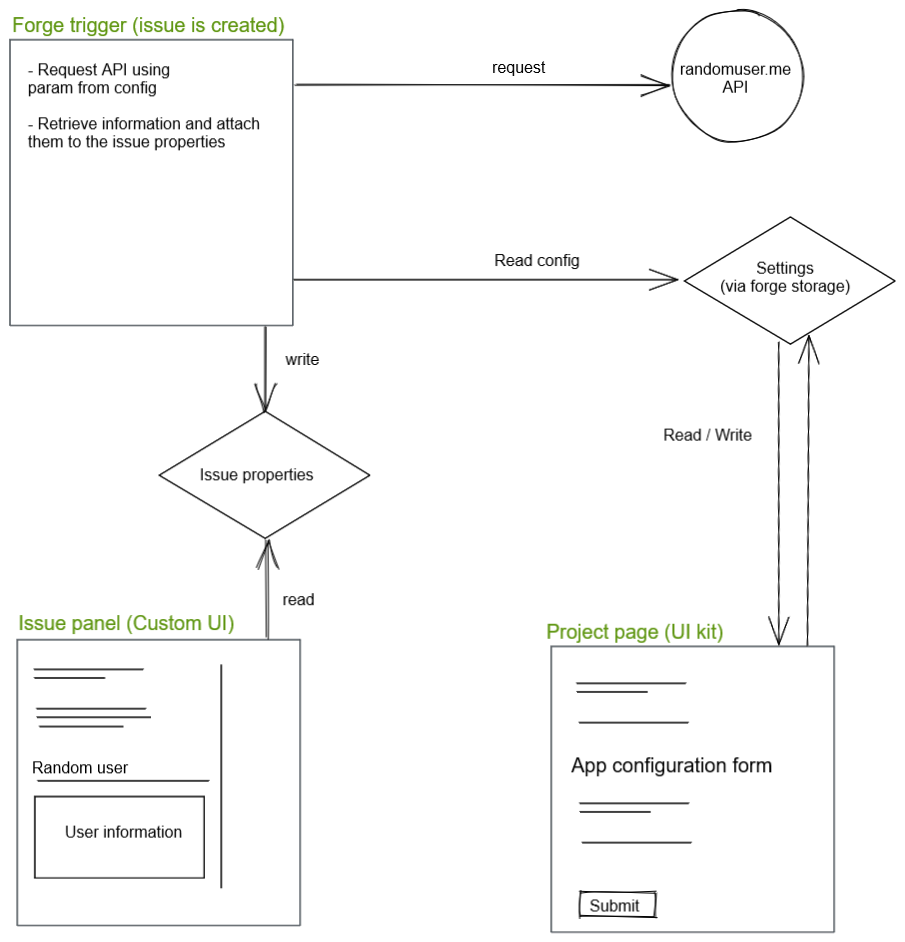 Forge trigger (issue is created)
- Request API using
param from config
- Retrieve information and attach
them to the issue properties
request
randomuser.me
API
Read config
Settings
(via forge storage)
write
Issue properties
Read / Write
read
Issue panel (Custom UI)
Random user
User information
Project page (UI kit)
App configuration form
Submit